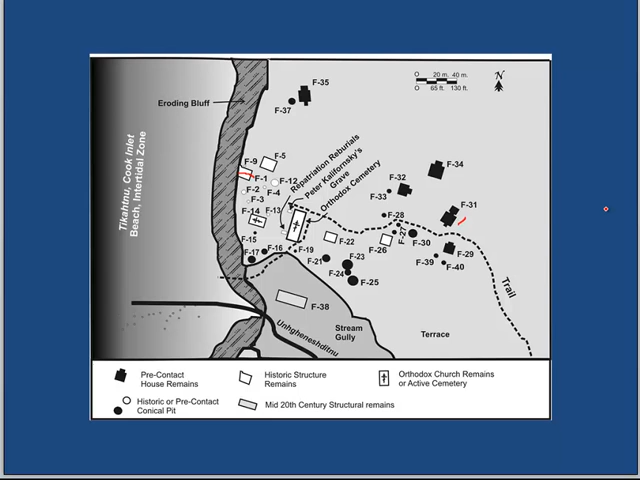 F-35
F-37
O 20 m. 40 m.
O 65 ft. 130 ft.
N
Eroding Bluff
Tikahtnu, Cook Inlet
Beach, Intertidal Zone
Repatriation Reburials
Peter Kalifornsky's
Grave
Orthodox Cemetery
F-9
F-5
F-1
F-12
F-2
F-4
F-3
F-14
F-13
F-15
F-16
F-17
F-19
F-34
F-32
F-33
F-31
F-28
F-27
F-22
F-26
F-30
F-29
F-21
F-23
F-24
F-25
F-39
F-40
F-38
Trail
Unhghenesditnu
Stream
Gully
Terrace
Pre-Contact
House Remains
Historic Structure
Remains
Orthodox Church Remains
or Active Cemetery
Historic or Pre-Contact
Conical Pit
Mid 20th Century Structural remains